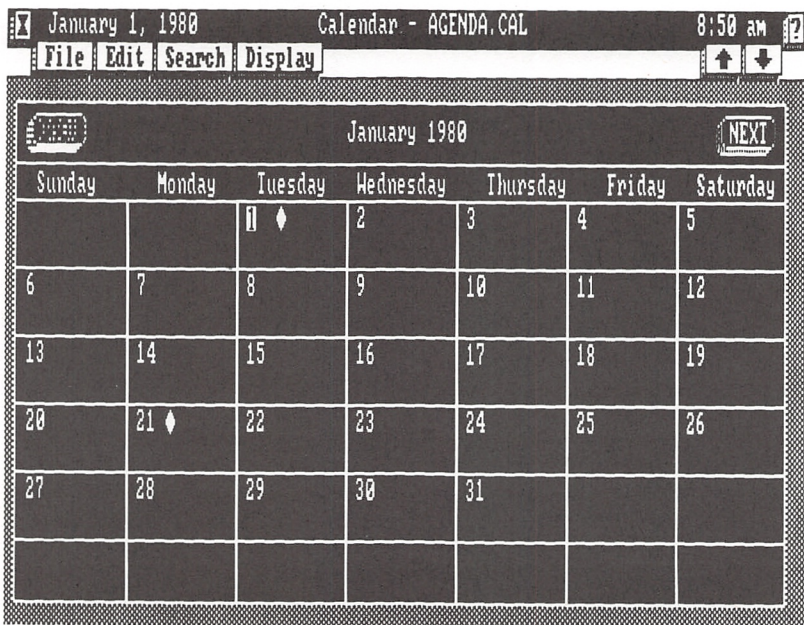 January 1, 1980 Calendar - AGENDA.CAL 8:50 am ?
File Edit Search Display
January 1980 NEXT
Sunday Monday Tuesday Wednesday Thursday Friday Saturday
1 2 3 4 5
6 7 8 9 10 11 12
13 14 15 16 17 18 19
20 21 22 23 24 25 26
27 28 29 30 31